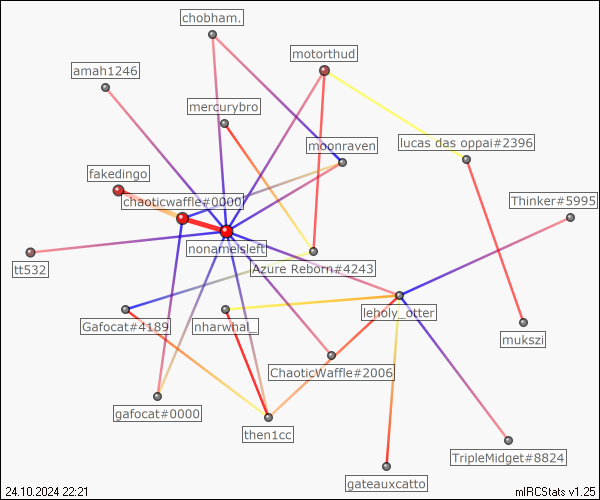 chobham.
motorthud
amah1246
mercurybro
moonraven
lucas das oppai#2396
fakedingo
chaoticwaffle#0000
Thinker#5995
nonameisleft
tt532
Azure Reborn#4243
leholy_otter
Gafocat#4189
nharwhal_
mukszi
ChaoticWaffle#2006
gafocat#0000
then1cc
TripleMidget#8824
gateauxcatto
24.10.2024 22:21
mIRCStats v1.25